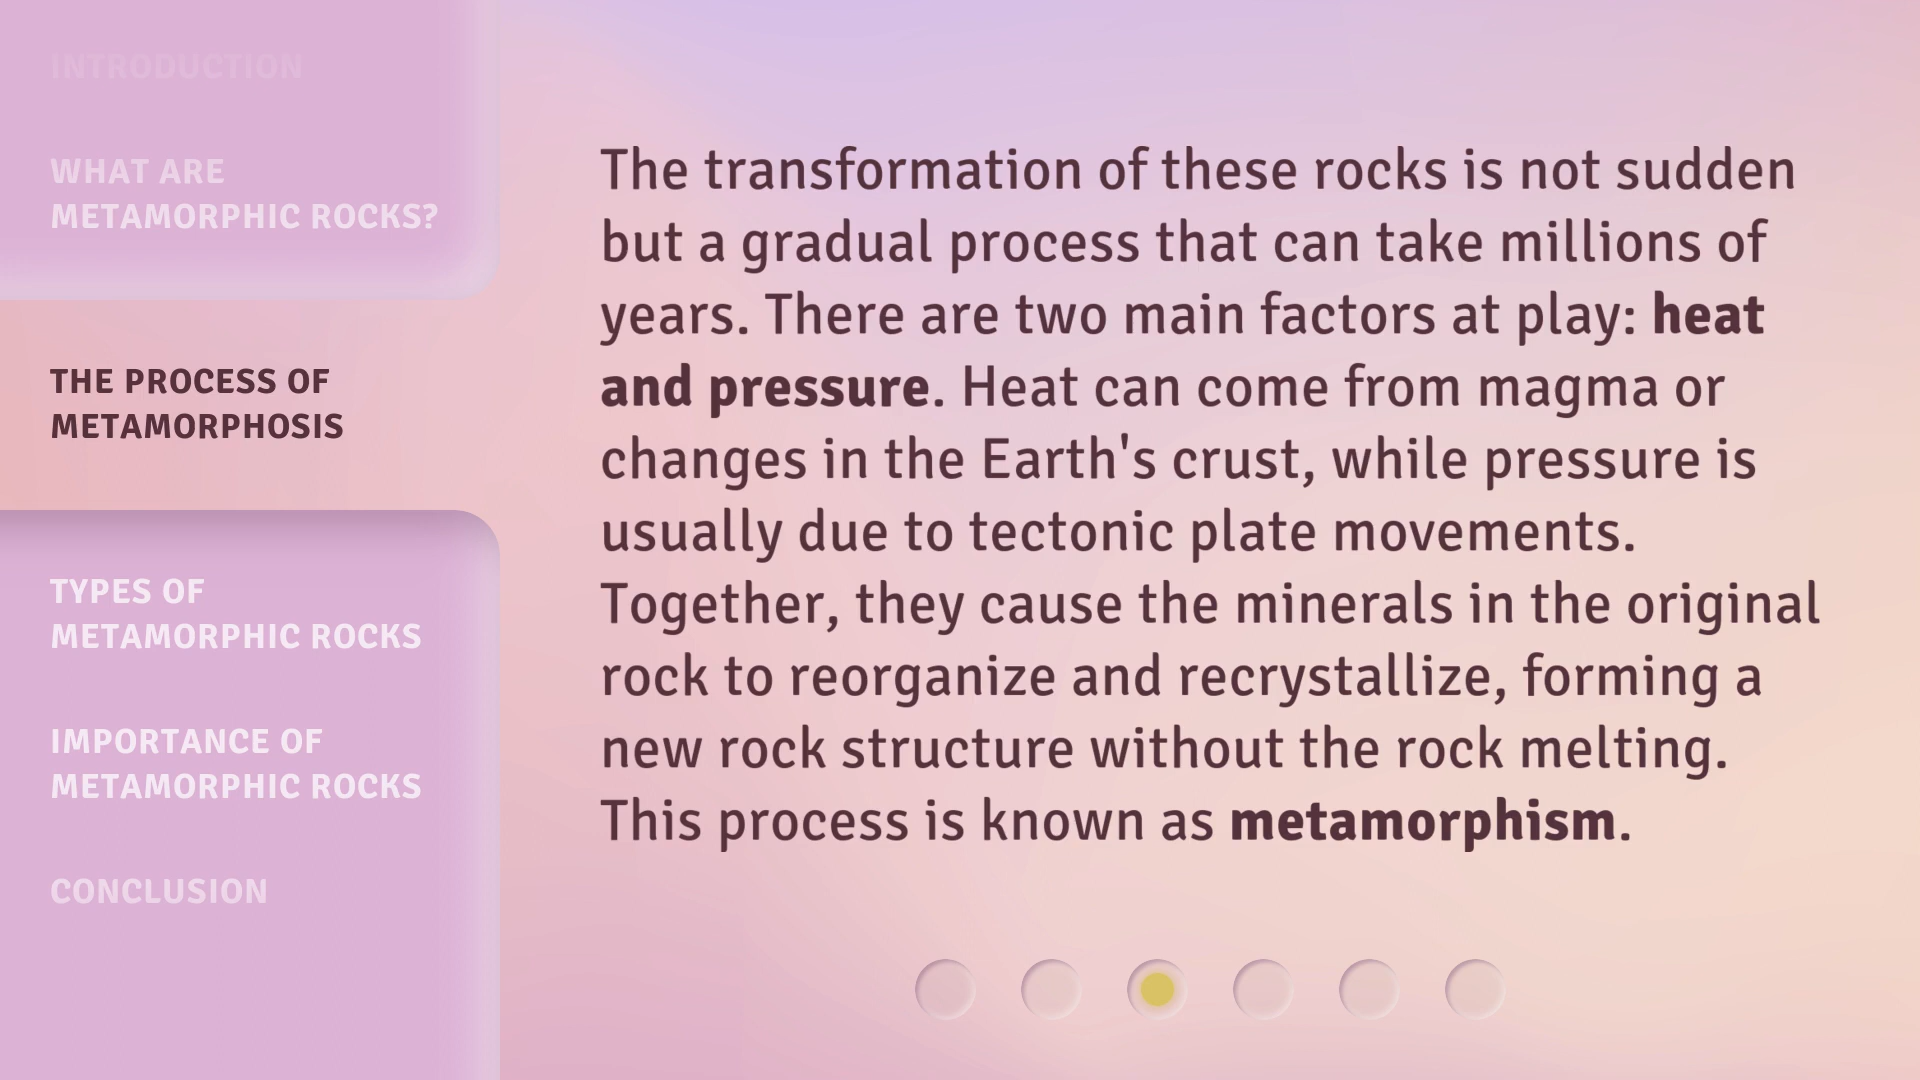 INTRODUCTION
WHAT ARE
METAMORPHIC ROCKS?
THE PROCESS OF
METAMORPHOSIS
TYPES OF
METAMORPHIC ROCKS
IMPORTANCE OF
METAMORPHIC ROCKS
CONCLUSION
The transformation of these rocks is not sudden
but a gradual process that can take millions of
years. There are two main factors at play: heat
and pressure. Heat can come from magma or
changes in the Earth's crust, while pressure is
usually due to tectonic plate movements.
Together, they cause the minerals in the original
rock to reorganize and recrystallize, forming a
new rock structure without the rock melting.
This process is known as metamorphism.